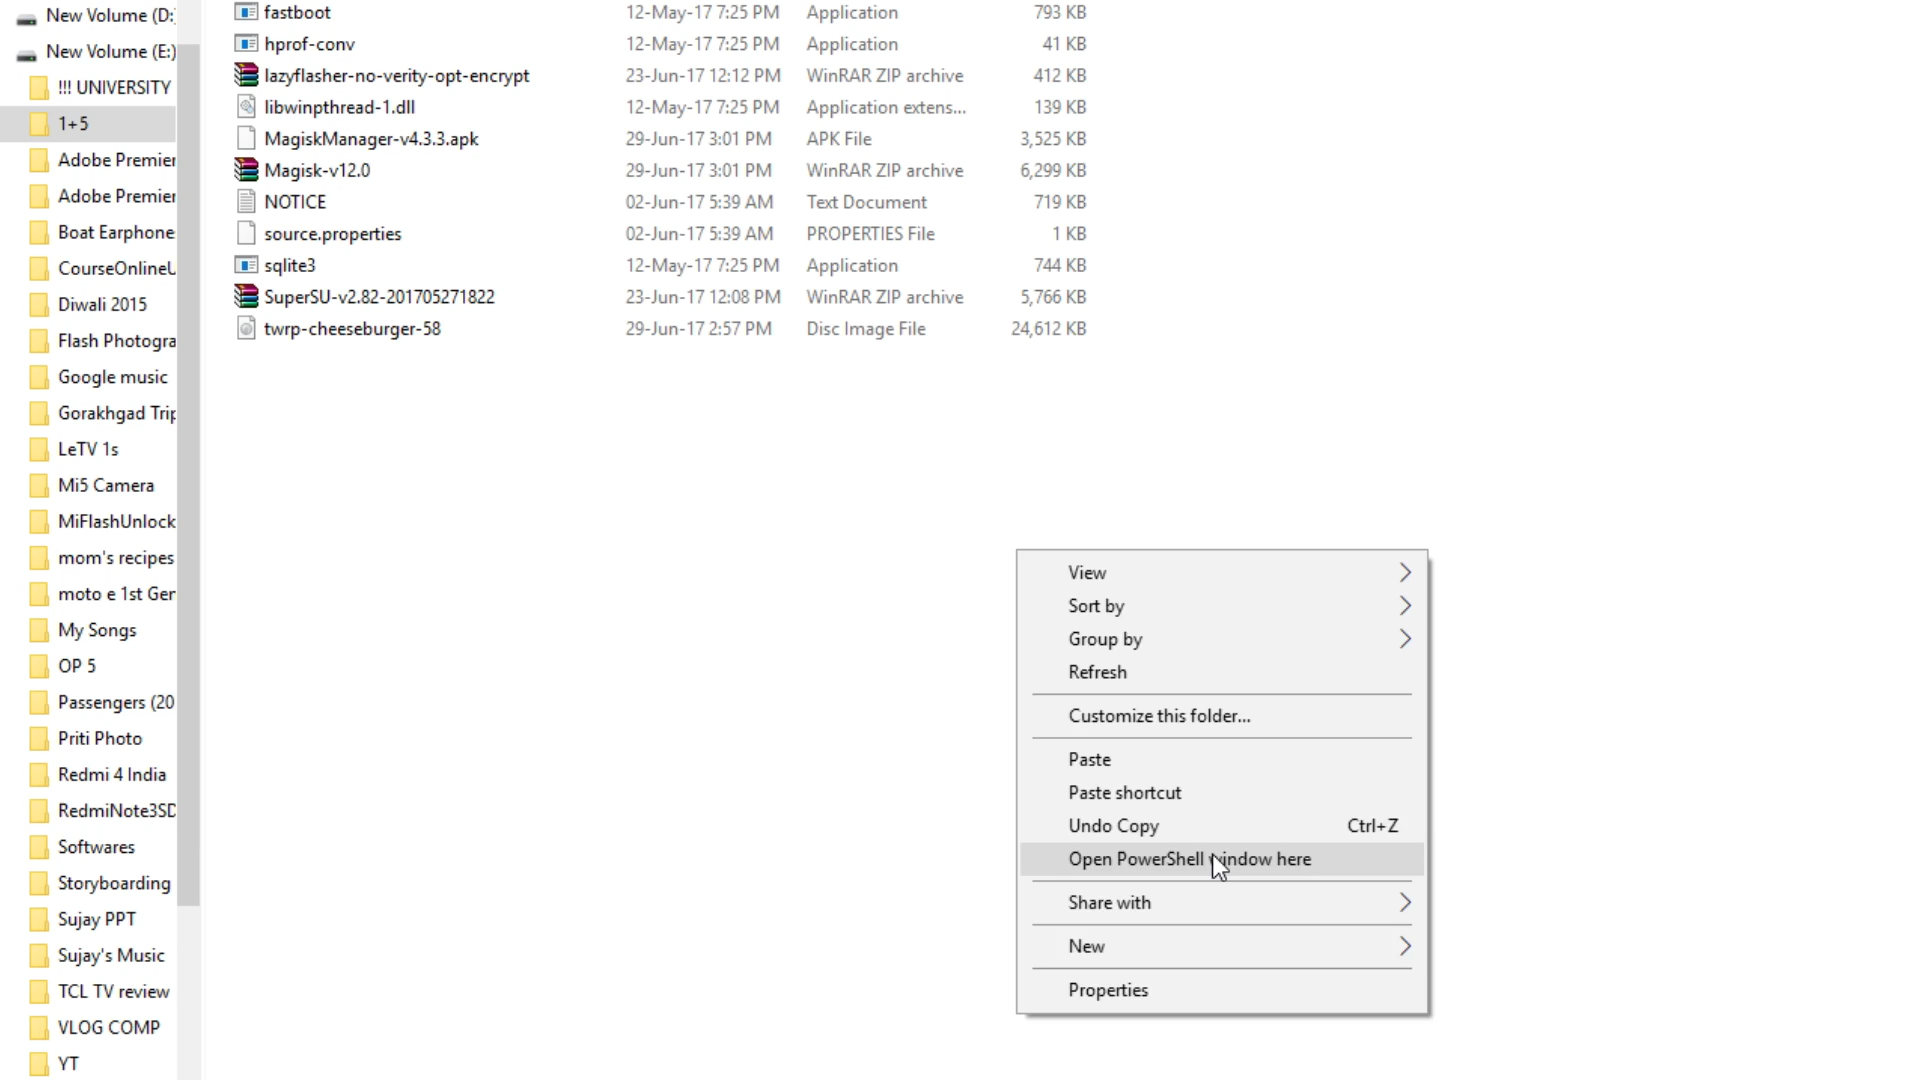 New Volume (D:
New Volume (E:)
!!! UNIVERSITY
1+5
Adobe Premier
Adobe Premier
Boat Earphone
CourseOnlineU
Diwali 2015
Flash Photogra
Google music
Gorakhgad Trip
LeTV 1s
Mi5 Camera
MiFlashUnlock
mom's recipes
moto e 1st Ger
My Songs
OP 5
Passengers (20
Priti Photo
Redmi 4 India
RedmiNote3SD
Softwares
Storyboarding
Sujay PPT
Sujay's Music
TCL TV review
VLOG COMP
YT
fastboot 12-May-17 7:25 PM Application 793 KB
hprof-conv 12-May-17 7:25 PM Application 41 KB
lazyflasher-no-verity-opt-encrypt 23-Jun-17 12:12 PM WinRAR ZIP archive 412 KB
libwinpthread-1.dll 12-May-17 7:25 PM Application extens... 139 KB
MagiskManager-v4.3.3.apk 29-Jun-17 3:01 PM APK File 3,525 KB
Magisk-v12.0 29-Jun-17 3:01 PM WinRAR ZIP archive 6,299 KB
NOTICE 02-Jun-17 5:39 AM Text Document 719 KB
source.properties 02-Jun-17 5:39 AM PROPERTIES File 1 KB
sqlite3 12-May-17 7:25 PM Application 744 KB
SuperSU-v2.82-201705271822 23-Jun-17 12:08 PM WinRAR ZIP archive 5,766 KB
twrp-cheeseburger-58 29-Jun-17 2:57 PM Disc Image File 24,612 KB
View
Sort by
Group by
Refresh
Customize this folder...
Paste
Paste shortcut
Undo Copy Ctrl+Z
Open PowerShell window here
Share with
New
Properties